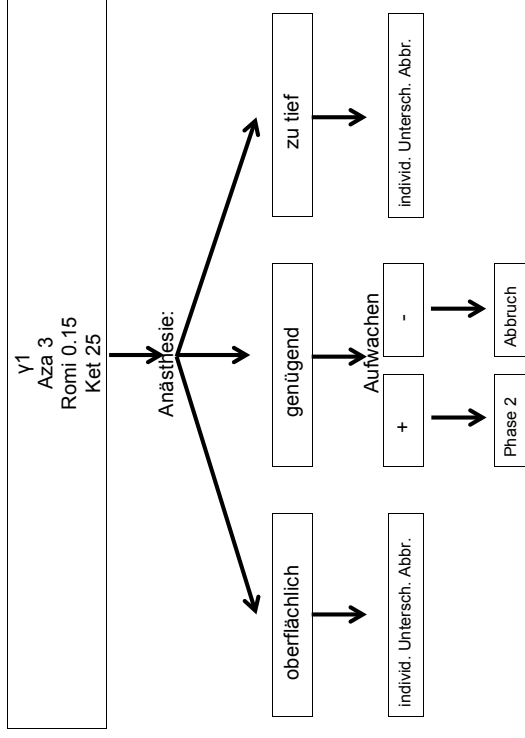 γ1
Aza 3
Romi 0.15
Ket 25
Anästhesie:
oberflächlich
genügend
zu tief
individ. Untersch. Abbr.
Aufwachen
individ. Untersch. Abbr.
+
-
Phase 2
Abbruch